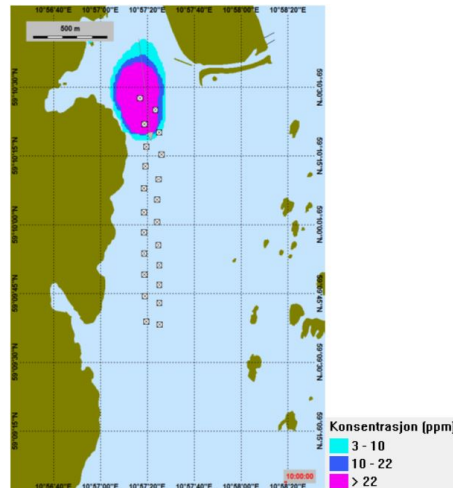 10°56'40"E 10°57'00"E 10°57'20"E 10°57'40"E 10°58'00"E 10°58'20"E
500 m
59°10'30"N 59°10'30"N
59°10'15"N 59°10'15"N
59°10'00"N 59°10'00"N
59°09'45"N 59°09'45"N
59°09'30"N 59°09'30"N
59°09'15"N 59°09'15"N
10:00:00
10°56'40"E 10°57'00"E 10°57'20"E 10°57'40"E 10°58'00"E 10°58'20"E
Konsentrasjon (ppm)
3 - 10
10 - 22
> 22